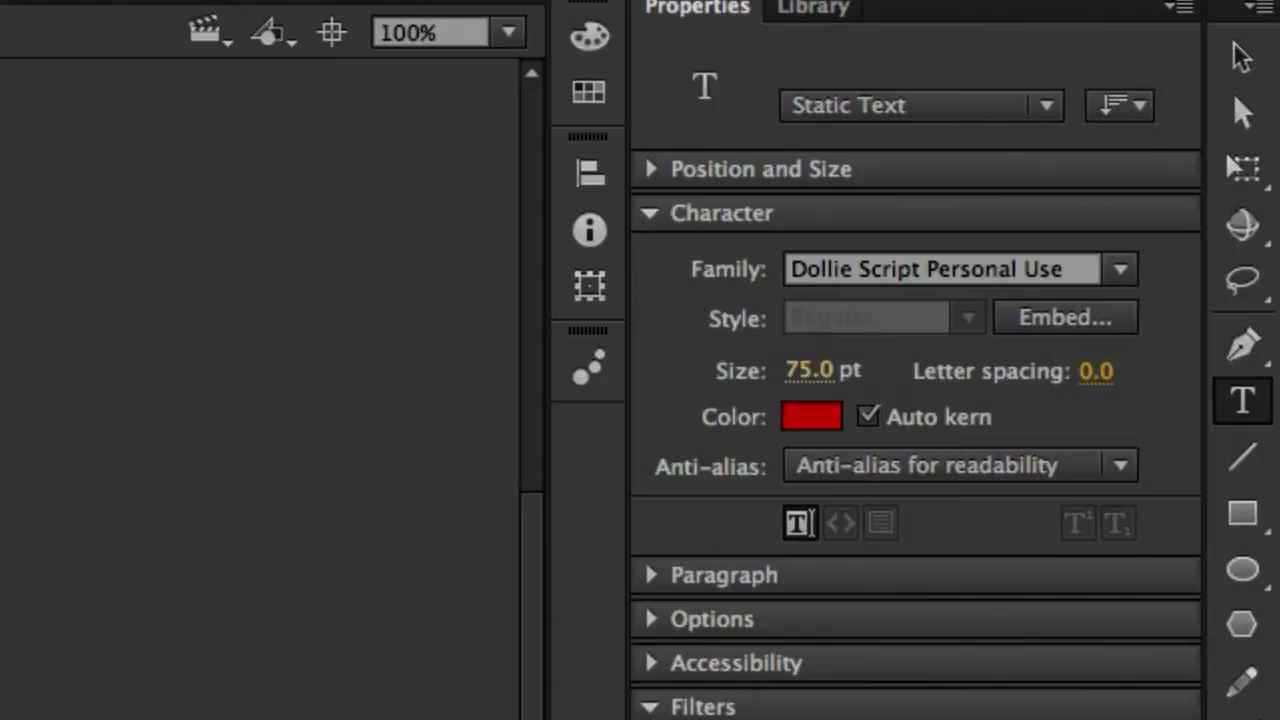 Properties Library
100%
T
Static Text
Position and Size
Character
Family: Dollie Script Personal Use
Style: Regular Embed...
Size: 75.0 pt Letter spacing: 0.0
Color: Auto kern
Anti-alias: Anti-alias for readability
Paragraph
Options
Accessibility
Filters